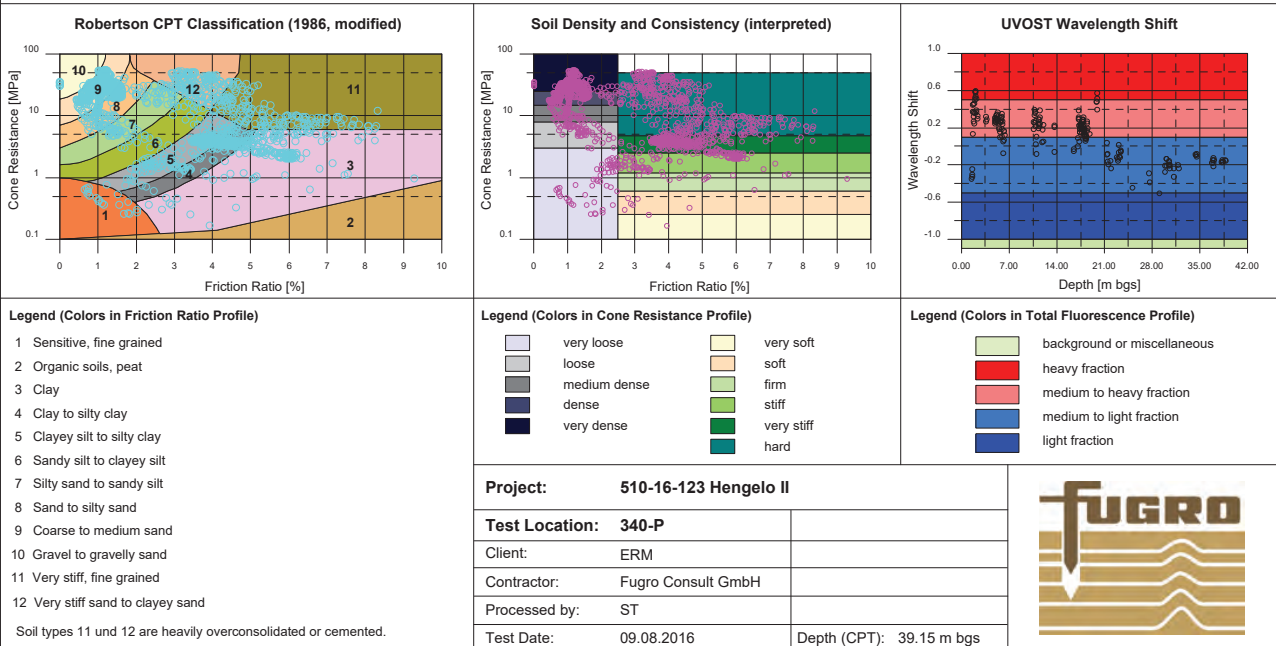 Robertson CPT Classification (1986, modified)
100
10
1
0.1
Cone Resistance [MPa]
10
9
8
12
11
7
6
5
4
3
1
2
0 1 2 3 4 5 6 7 8 9 10
Friction Ratio [%]
Soil Density and Consistency (interpreted)
100
10
1
0.1
Cone Resistance [MPa]
0 1 2 3 4 5 6 7 8 9 10
Friction Ratio [%]
UVOST Wavelength Shift
1.0
0.6
0.2
-0.2
-0.6
-1.0
Wavelength Shift
0.00 7.00 14.00 21.00 28.00 35.00 42.00
Depth [m bgs]
Legend (Colors in Friction Ratio Profile)
1 Sensitive, fine grained
2 Organic soils, peat
3 Clay
4 Clay to silty clay
5 Clayey silt to silty clay
6 Sandy silt to clayey silt
7 Silty sand to sandy silt
8 Sand to silty sand
9 Coarse to medium sand
10 Gravel to gravelly sand
11 Very stiff, fine grained
12 Very stiff sand to clayey sand
Soil types 11 und 12 are heavily overconsolidated or cemented.
Legend (Colors in Cone Resistance Profile)
very loose
loose
medium dense
dense
very dense
very soft
soft
firm
stiff
very stiff
hard
Legend (Colors in Total Fluorescence Profile)
background or miscellaneous
heavy fraction
medium to heavy fraction
medium to light fraction
light fraction
Project: 510-16-123 Hengelo II
Test Location: 340-P
Client: ERM
Contractor: Fugro Consult GmbH
Processed by: ST
Test Date: 09.08.2016 Depth (CPT): 39.15 m bgs
FUGRO